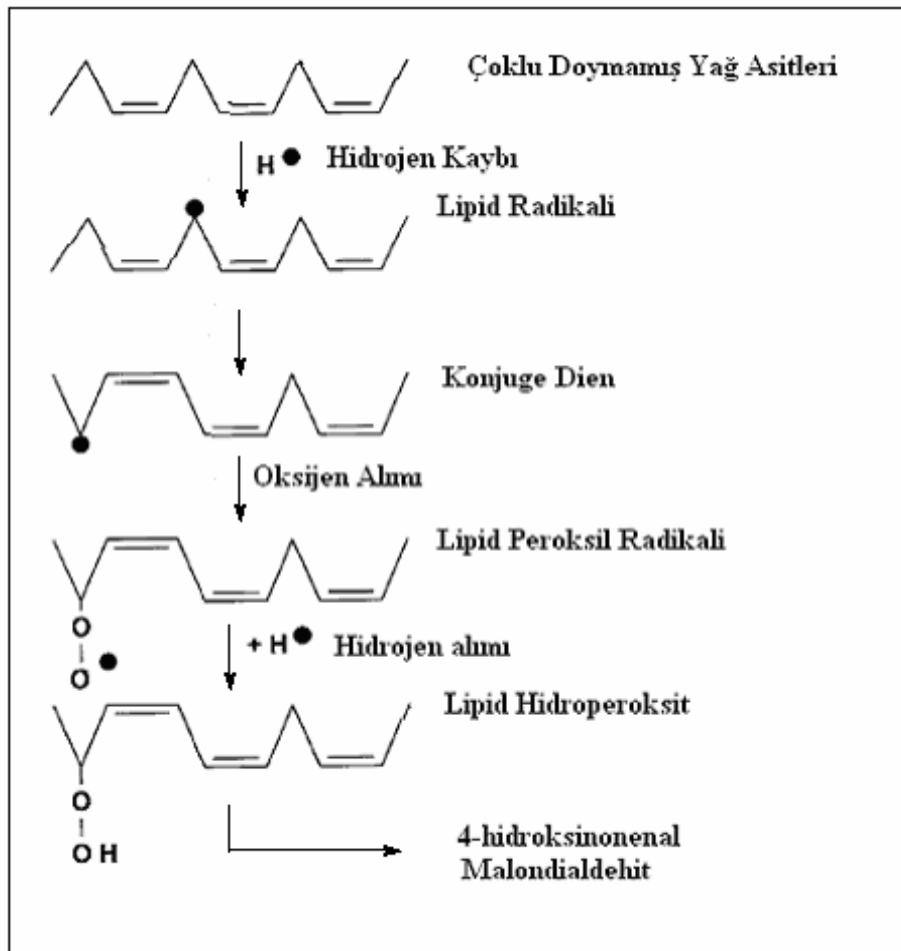 Çoklu Doymamış Yağ Asitleri
H● Hidrojen Kaybı
Lipid Radikali
Konjuge Dien
Oksijen Alımı
Lipid Peroksil Radikali
O
O●
+ H● Hidrojen alımı
Lipid Hidroperoksit
O
OH
4-hidroksinonenal
Malondialdehit